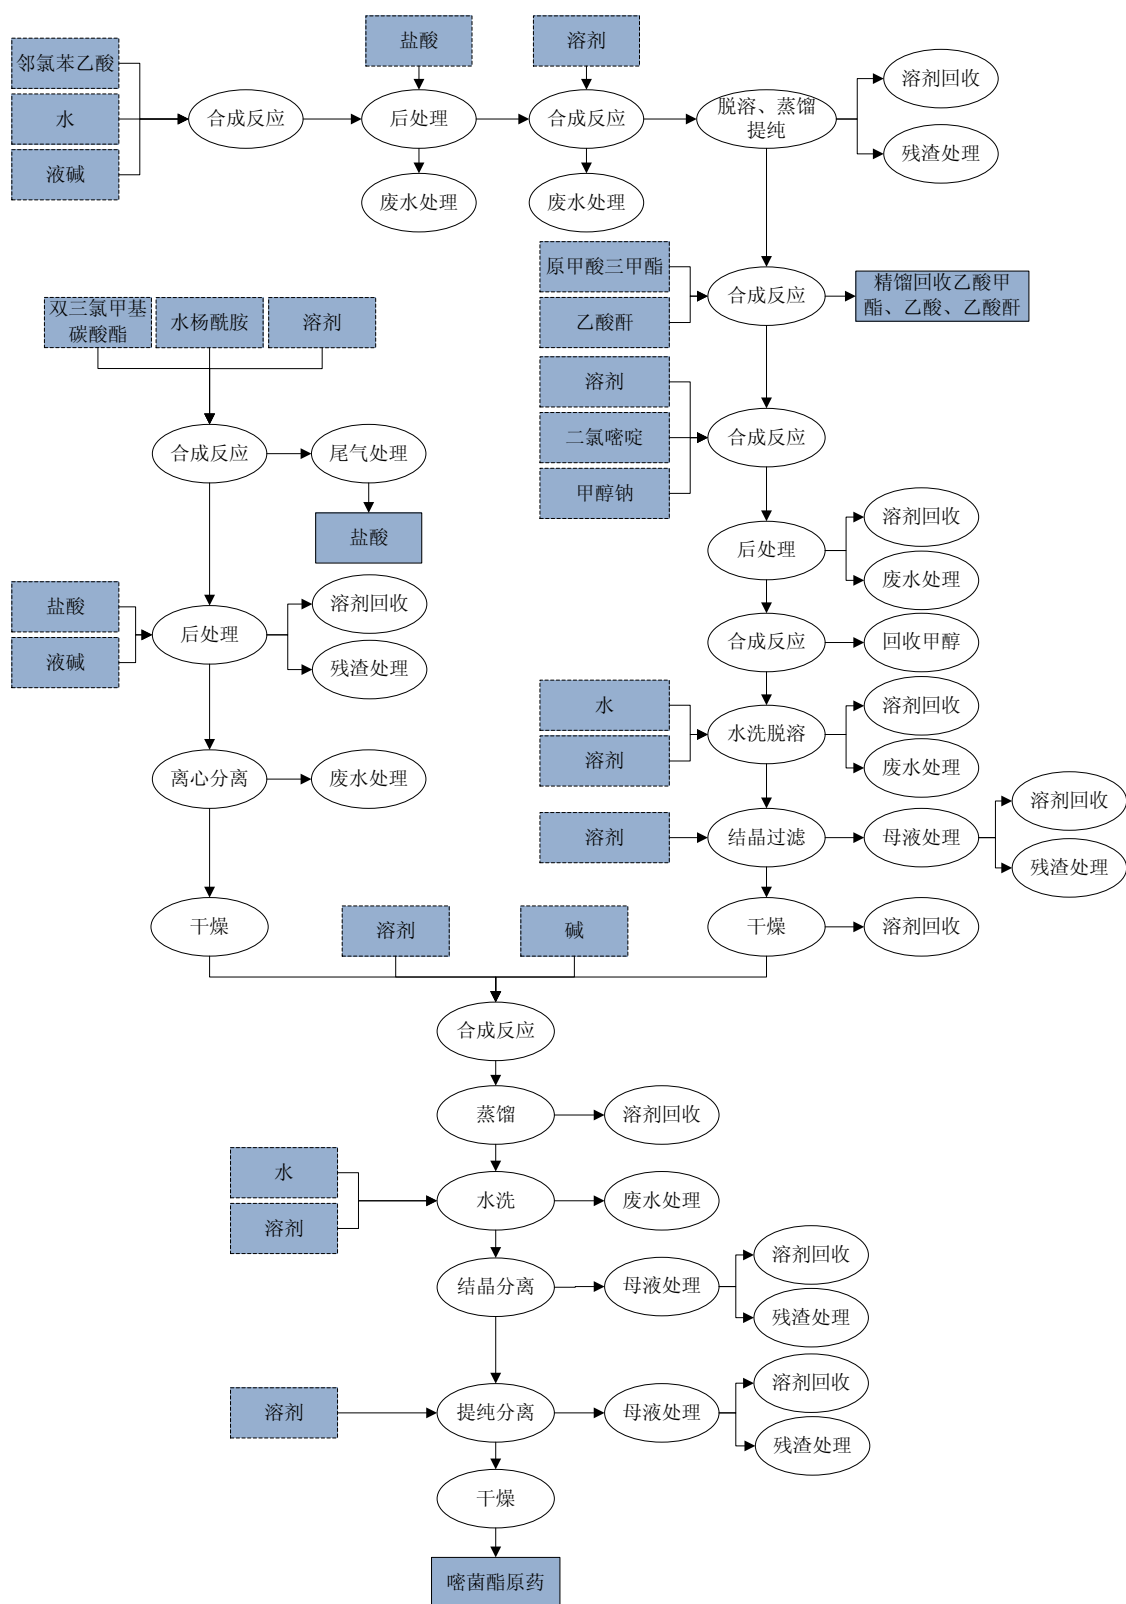 盐酸
溶剂
邻氯苯乙酸
水
液碱
合成反应
后处理
合成反应
脱溶、蒸馏
提纯
溶剂回收
残渣处理
废水处理
废水处理
原甲酸三甲酯
乙酸酐
合成反应
精馏回收乙酸甲
酯、乙酸、乙酸酐
双三氯甲基
碳酸酯
水杨酰胺
溶剂
溶剂
二氯嘧啶
甲醇钠
合成反应
合成反应
尾气处理
盐酸
后处理
溶剂回收
废水处理
盐酸
液碱
后处理
溶剂回收
残渣处理
合成反应
回收甲醇
水
溶剂
水洗脱溶
溶剂回收
废水处理
离心分离
废水处理
溶剂
结晶过滤
母液处理
溶剂回收
残渣处理
干燥
溶剂
碱
干燥
溶剂回收
合成反应
蒸馏
溶剂回收
水
溶剂
水洗
废水处理
结晶分离
母液处理
溶剂回收
残渣处理
溶剂
提纯分离
母液处理
溶剂回收
残渣处理
干燥
嘧菌酯原药